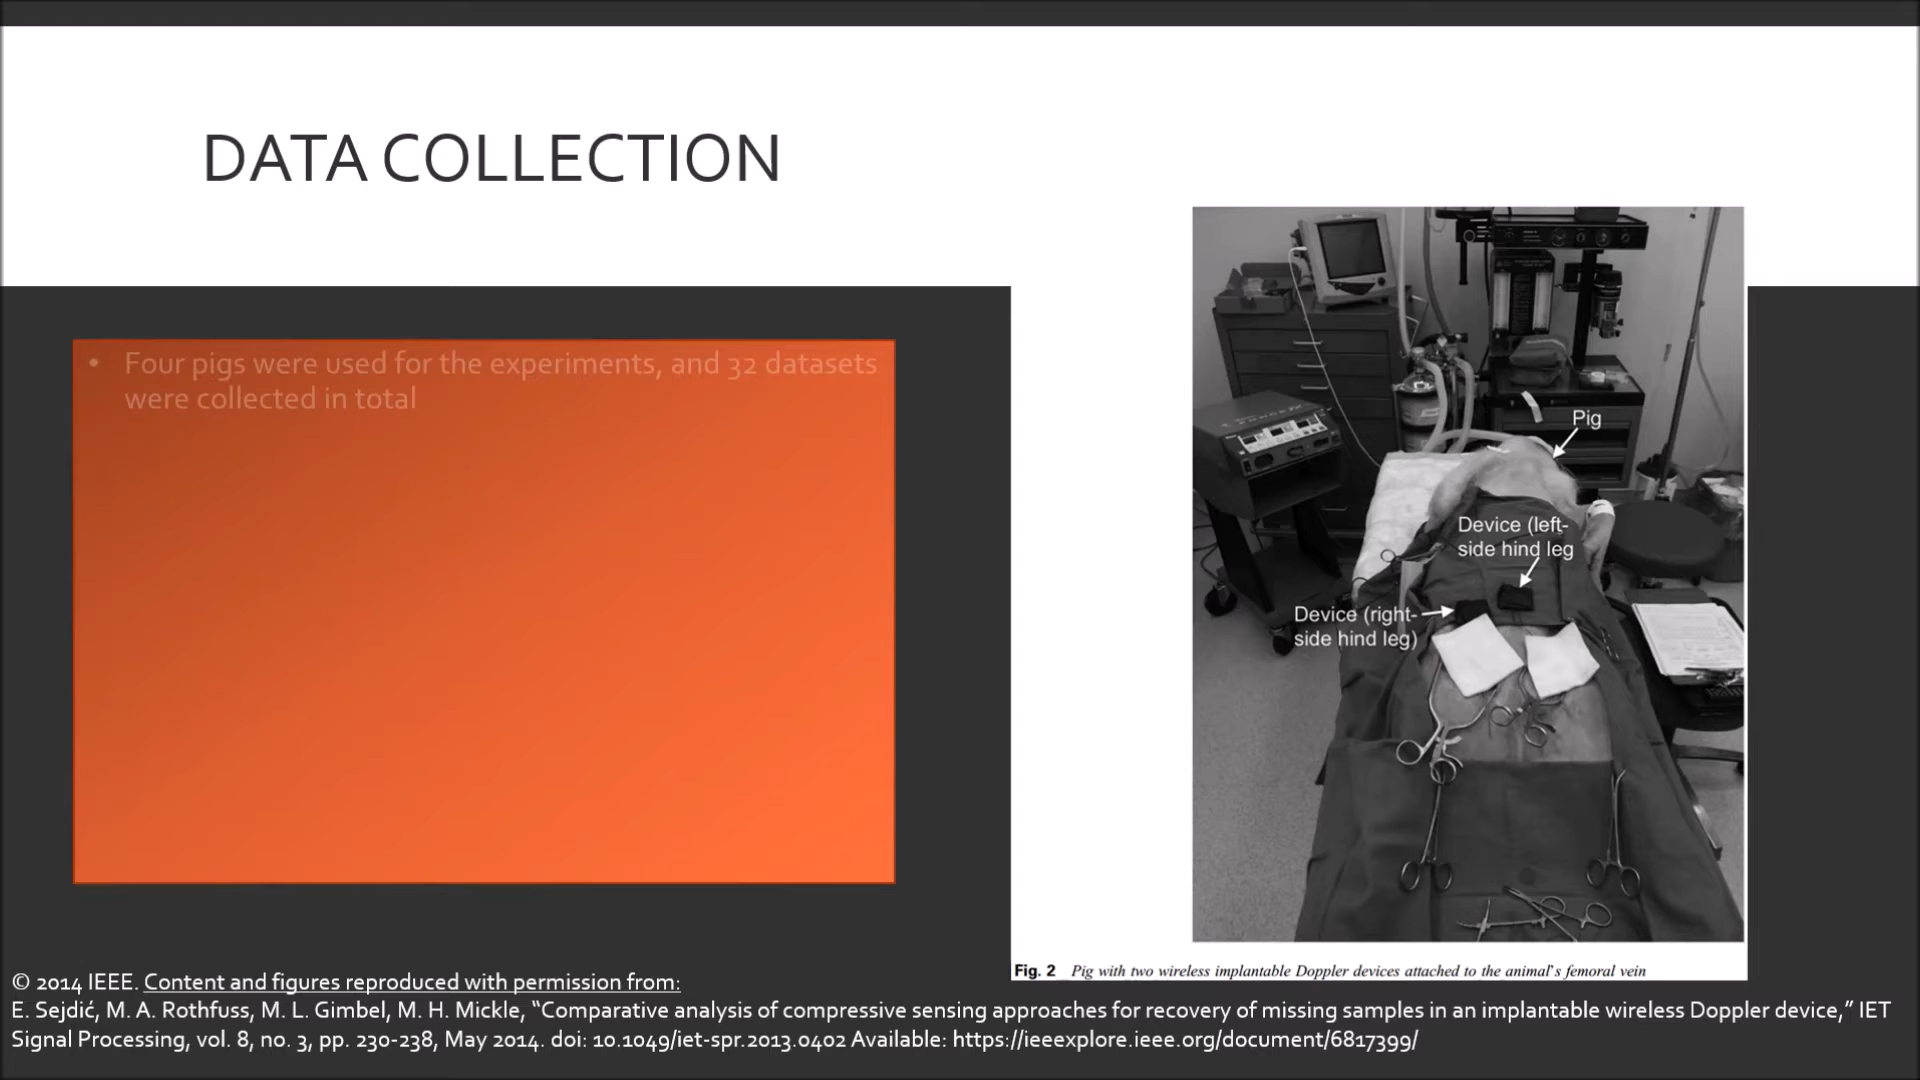 DATA COLLECTION
• Four pigs were used for the experiments, and 32 datasets
were collected in total
Pig
Device (left-
side hind leg
Device (right-
side hind leg)
Fig. 2 Pig with two wireless implantable Doppler devices attached to the animal's femoral vein
© 2014 IEEE. Content and figures reproduced with permission from:
E. Sejdić, M. A. Rothfuss, M. L. Gimbel, M. H. Mickle, “Comparative analysis of compressive sensing approaches for recovery of missing samples in an implantable wireless Doppler device,” IET
Signal Processing, vol. 8, no. 3, pp. 230-238, May 2014. doi: 10.1049/iet-spr.2013.0402 Available: https://ieeexplore.ieee.org/document/6817399/